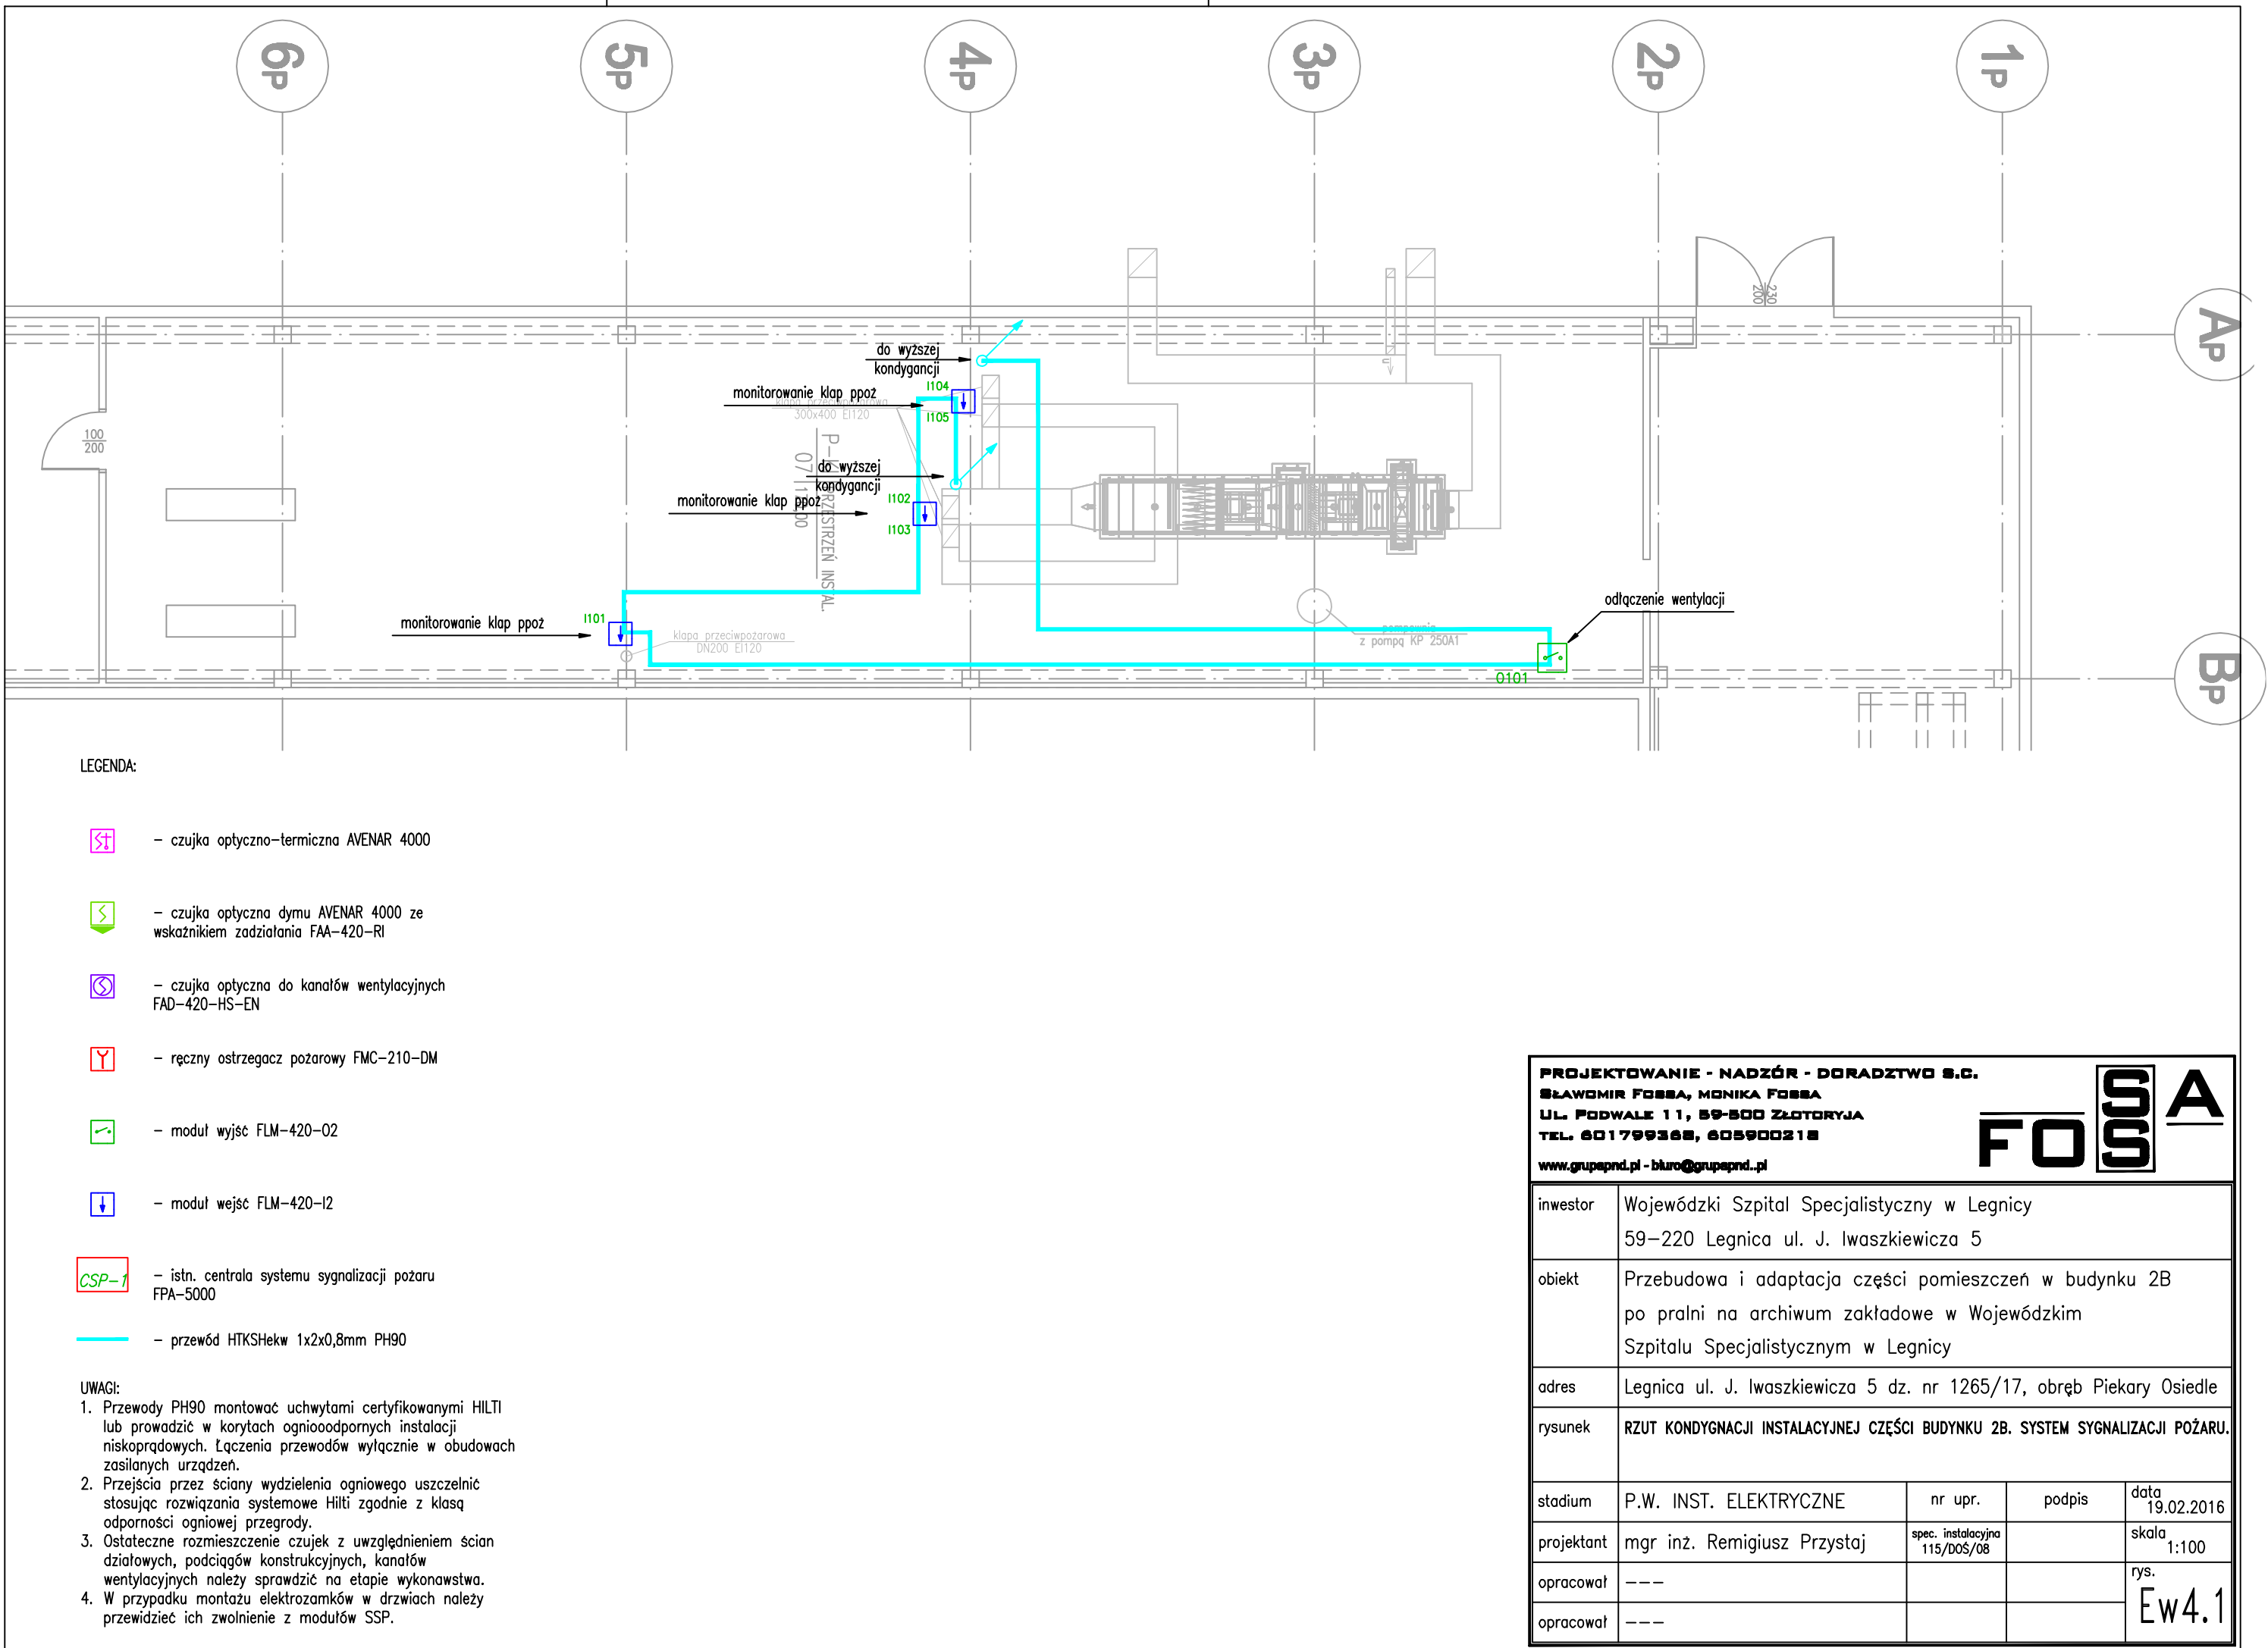 6P
5P
4P
3P
2P
1P
AP
BP
230
200
100
200
do wyższej
kondygancji
I104
monitorowanie klap ppoż
klapa przeciwpożarowa
300x400 EI120
I105
do wyższej
kondygancji
I102
monitorowanie klap ppoż
I103
07
PRZESTRZEŃ INSTAL.
I101
monitorowanie klap ppoż
klapa przeciwpożarowa
DN200 EI120
pompownia
z pompą KP 250A1
odłączenie wentylacji
O101
LEGENDA:
– czujka optyczno-termiczna AVENAR 4000
– czujka optyczna dymu AVENAR 4000 ze
wskaźnikiem zadziałania FAA-420-RI
– czujka optyczna do kanałów wentylacyjnych
FAD-420-HS-EN
– ręczny ostrzegacz pożarowy FMC-210-DM
– moduł wyjść FLM-420-O2
– moduł wejść FLM-420-I2
CSP-1
– istn. centrala systemu sygnalizacji pożaru
FPA-5000
– przewód HTKSHekw 1x2x0,8mm PH90
UWAGI:
1. Przewody PH90 montować uchwytami certyfikowanymi HILTI
lub prowadzić w korytach ogniooodpornych instalacji
niskoprądowych. Łączenia przewodów wyłącznie w obudowach
zasilanych urządzeń.
2. Przejścia przez ściany wydzielenia ogniowego uszczelnić
stosując rozwiązania systemowe Hilti zgodnie z klasą
odporności ogniowej przegrody.
3. Ostateczne rozmieszczenie czujek z uwzględnieniem ścian
działowych, podciągów konstrukcyjnych, kanałów
wentylacyjnych należy sprawdzić na etapie wykonawstwa.
4. W przypadku montażu elektrozamków w drzwiach należy
przewidzieć ich zwolnienie z modułów SSP.
PROJEKTOWANIE - NADZÓR - DORADZTWO S.C.
SŁAWOMIR FOSSA, MONIKA FOSSA
UL. PODWALE 11, 59-500 ZŁOTORYJA
TEL. 601799368, 605900218
www.grupapnd.pl - biuro@grupapnd..pl
FOSSA
inwestor
Wojewódzki Szpital Specjalistyczny w Legnicy
59-220 Legnica ul. J. Iwaszkiewicza 5
obiekt
Przebudowa i adaptacja części pomieszczeń w budynku 2B
po pralni na archiwum zakładowe w Wojewódzkim
Szpitalu Specjalistycznym w Legnicy
adres
Legnica ul. J. Iwaszkiewicza 5 dz. nr 1265/17, obręb Piekary Osiedle
rysunek
RZUT KONDYGNACJI INSTALACYJNEJ CZĘŚCI BUDYNKU 2B. SYSTEM SYGNALIZACJI POŻARU.
stadium
P.W. INST. ELEKTRYCZNE
nr upr.
podpis
data
19.02.2016
projektant
mgr inż. Remigiusz Przystaj
spec. instalacyjna
115/DOŚ/08
skala
1:100
opracował
---
rys.
Ew4.1
opracował
---